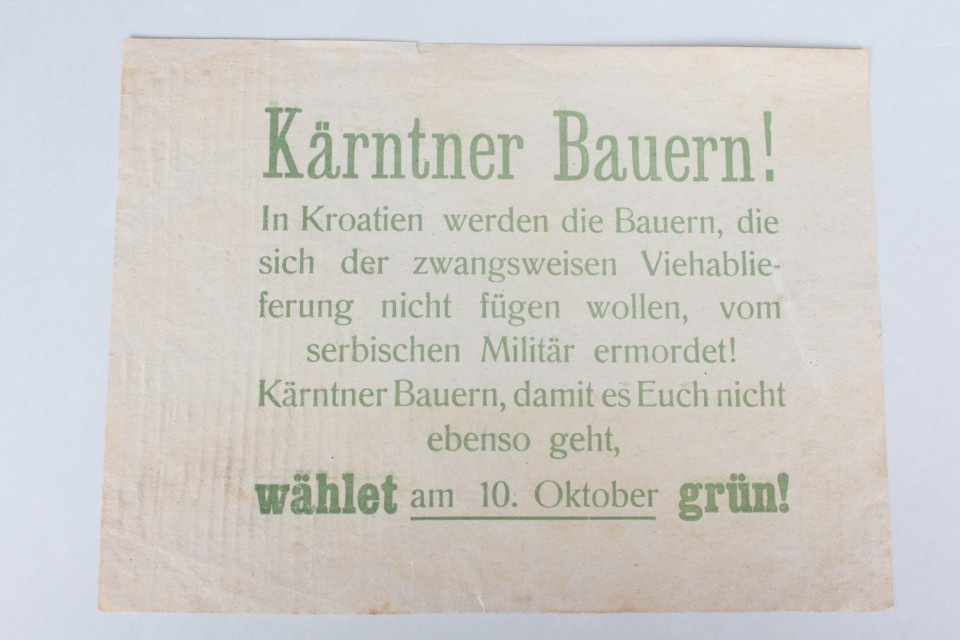 Kärntner Bauern!
In Kroatien werden die Bauern, die
sich der zwangsweisen Viehablie-
ferung nicht fügen wollen, vom
serbischen Militär ermordet!
Kärntner Bauern, damit es Euch nicht
ebenso geht,
wählet am 10. Oktober grün!